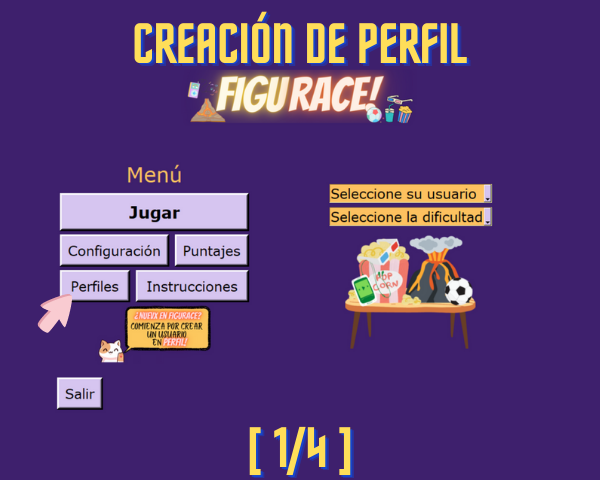 CREACIÓN DE PERFIL
FIGURACE!
Menú
Jugar
Configuración
Puntajes
Perfiles
Instrucciones
¿NUEVX EN FIGURACE?
COMIENZA POR CREAR
UN USUARIO
EN PERFIL!
Salir
Seleccione su usuario
Seleccione la dificultad
POP
CORN
[ 1/4 ]